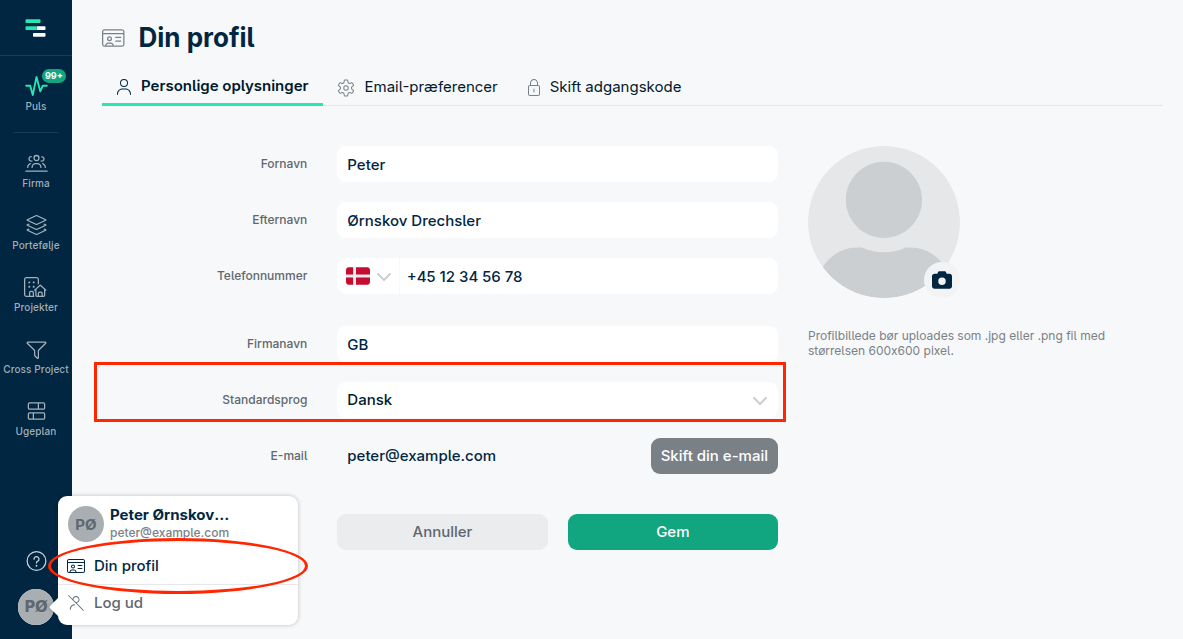 Din profil
99+
Puls
Personlige oplysninger
Email-præferencer
Skift adgangskode
Firma
Portefølje
Projekter
Cross Project
Ugeplan
Fornavn
Peter
Efternavn
Ørnskov Drechsler
Telefonnummer
+45 12 34 56 78
Firmanavn
GB
Standardsprog
Dansk
E-mail
peter@example.com
Skift din e-mail
Annuller
Gem
Profilbillede bør uploades som .jpg eller .png fil med
størrelsen 600x600 pixel.
PØ
Peter Ørnskov...
peter@example.com
Din profil
Log ud
?
PØ